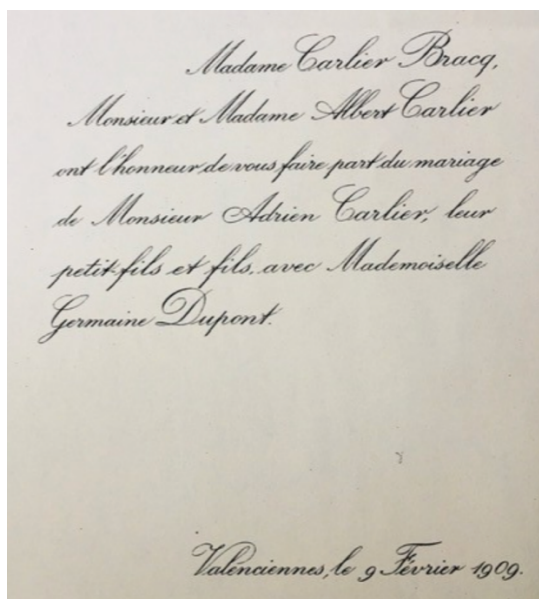 Madame Carlier Bracq,
Monsieur et Madame Albert Carlier
ont l'honneur de vous faire part du mariage
de Monsieur Adrien Carlier, leur
petit-fils et fils, avec Mademoiselle
Germaine Dupont.
Valenciennes, le 9 Février 1909.